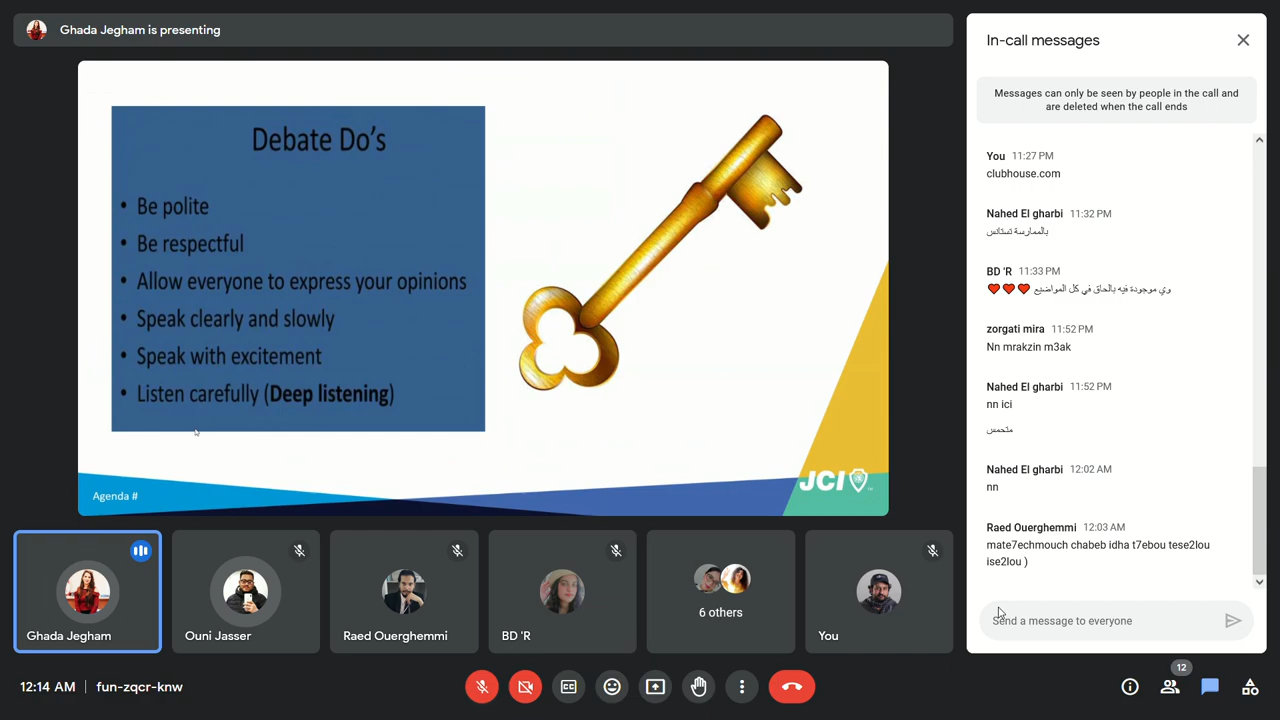 Ghada Jegham is presenting
Debate Do's
• Be polite
• Be respectful
• Allow everyone to express your opinions
• Speak clearly and slowly
• Speak with excitement
• Listen carefully (Deep listening)
Agenda #
JCI
In-call messages
Messages can only be seen by people in the call and
are deleted when the call ends
You 11:27 PM
clubhouse.com
Nahed El gharbi 11:32 PM
بالممارسة تستانس
BD 'R 11:33 PM
وي موجودة فيه بالحاق في كل المواضيع ❤❤❤
zorgati mira 11:52 PM
Nn mrakzin m3ak
Nahed El gharbi 11:52 PM
nn ici
متحمس
Nahed El gharbi 12:02 AM
nn
Raed Ouerghemmi 12:03 AM
mate7echmouch chabeb idha t7ebou tese2lou
ise2lou )
Send a message to everyone
Ghada Jegham
Ouni Jasser
Raed Ouerghemmi
BD 'R
6 others
You
12:14 AM | fun-zqcr-knw
12